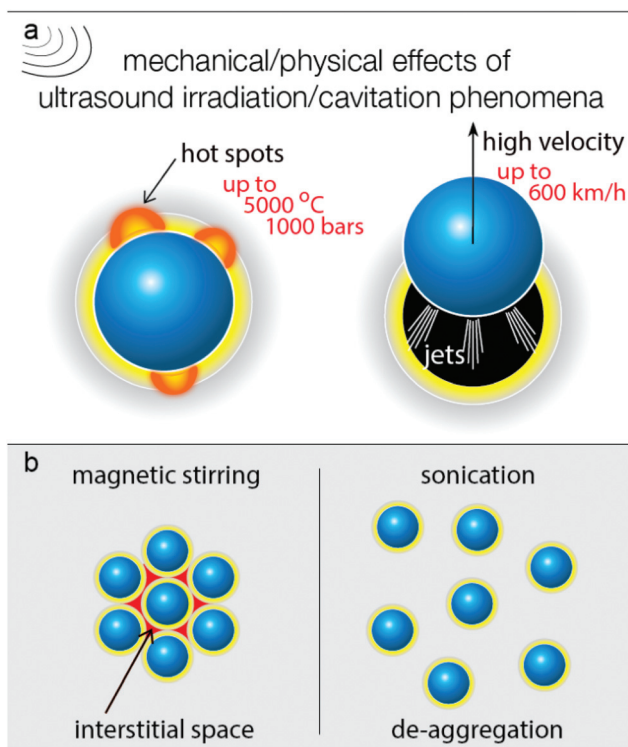 a
mechanical/physical effects of
ultrasound irradiation/cavitation phenomena
hot spots
up to
5000 °C
1000 bars
high velocity
up to
600 km/h
jets
b
magnetic stirring
interstitial space
sonication
de-aggregation